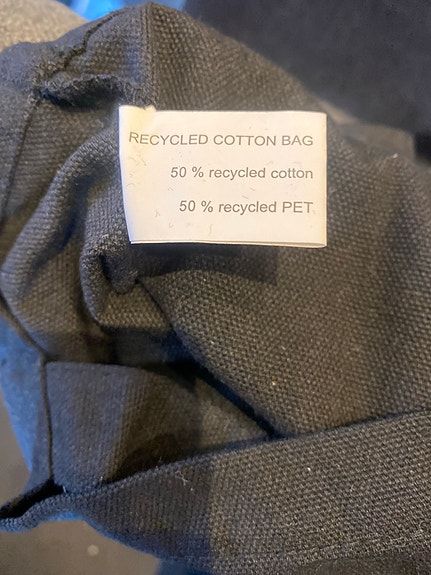 RECYCLED COTTON BAG
50 % recycled cotton
50 % recycled PET